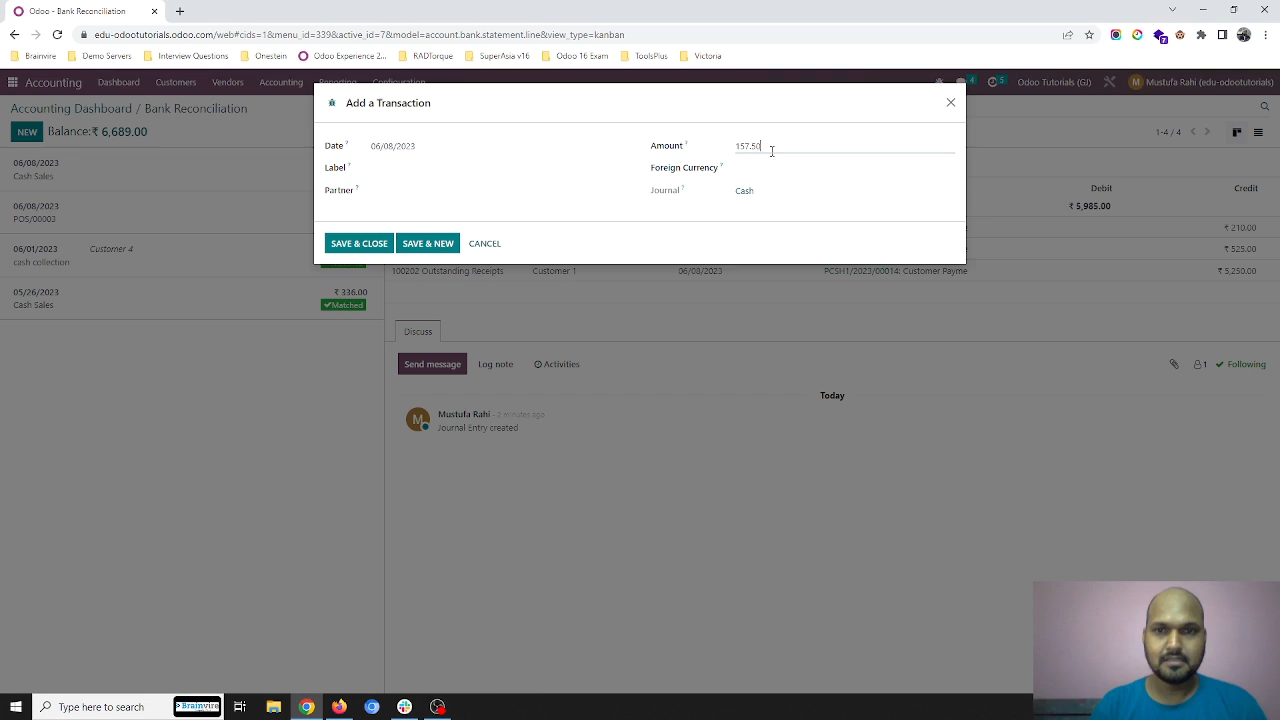 Odoo - Bank Reconciliation
edu-odootutorials.odoo.com/web#cids=1&menu_id=339&active_id=7&model=account.bank.statement.line&view_type=kanban
Brainvire Demo Servers Interview Questions Onestein Odoo Experience 2... RADTorque SuperAsia v16 Odoo 16 Exam ToolsPlus Victoria
Accounting Dashboard Customers Vendors Accounting Reporting 4 5 Odoo Tutorials (GJ) M Mustufa Rahi (edu-odootutorials)
Accounting Dashboard / Bank Reconciliation
Add a Transaction
NEW Balance:₹ 6,689.00
1-4 / 4
Date ? 06/08/2023 Amount ? 157.50
Label ? Foreign Currency ?
Partner ? Journal ? Cash
SAVE & CLOSE SAVE & NEW CANCEL
06/08/2023
Cash Sales
06/08/2023
POS/00003
06/01/2023 Customer 4
cash collection
05/26/2023 ₹ 336.00
Cash Sales Matched
Debit Credit
₹ 5,985.00
₹ 210.00
₹ 525.00
100202 Outstanding Receipts Customer 1 06/08/2023 PCSH1/2023/00014: Customer Payme ₹ 5,250.00
Discuss
Send message Log note Activities 1 Following
Today
M Mustufa Rahi - 2 minutes ago
Journal Entry created
Type here to search
> Brainvire